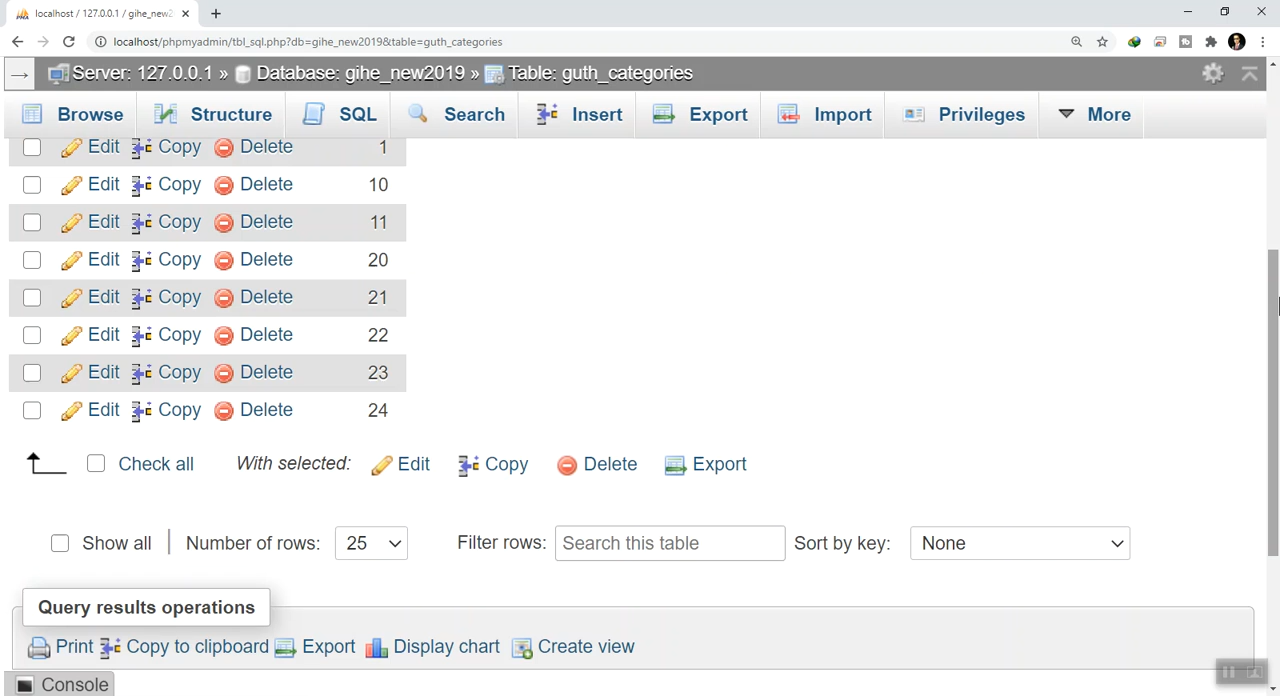 localhost / 127.0.0.1 / gihe_new2
localhost/phpmyadmin/tbl_sql.php?db=gihe_new2019&table=guth_categories
Server: 127.0.0.1 » Database: gihe_new2019 » Table: guth_categories
Browse Structure SQL Search Insert Export Import Privileges More
Edit Copy Delete 1
Edit Copy Delete 10
Edit Copy Delete 11
Edit Copy Delete 20
Edit Copy Delete 21
Edit Copy Delete 22
Edit Copy Delete 23
Edit Copy Delete 24
Check all With selected: Edit Copy Delete Export
Show all Number of rows: 25 Filter rows: Search this table Sort by key: None
Query results operations
Print Copy to clipboard Export Display chart Create view
Console